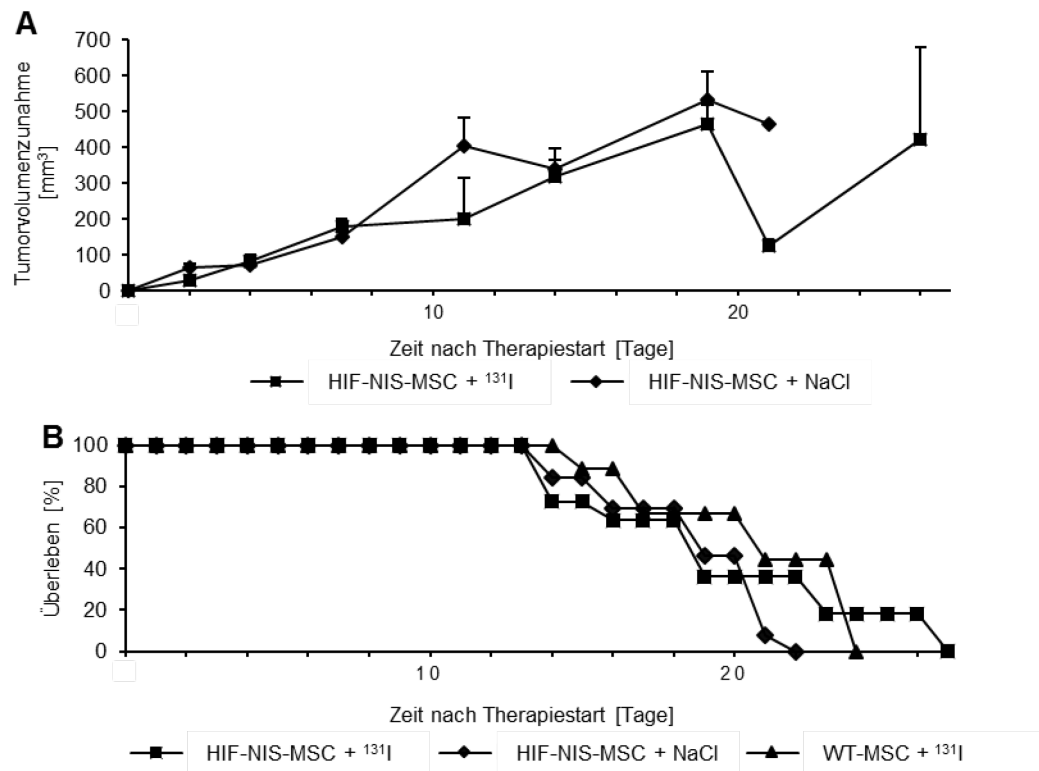 A
700
600
500
400
300
200
100
0
Tumorvolumenzunahme
[mm³]
10 20
Zeit nach Therapiestart [Tage]
HIF-NIS-MSC + ¹³¹I HIF-NIS-MSC + NaCl
B
100
80
60
40
20
0
Überleben [%]
10 20
Zeit nach Therapiestart [Tage]
HIF-NIS-MSC + ¹³¹I HIF-NIS-MSC + NaCl WT-MSC + ¹³¹I